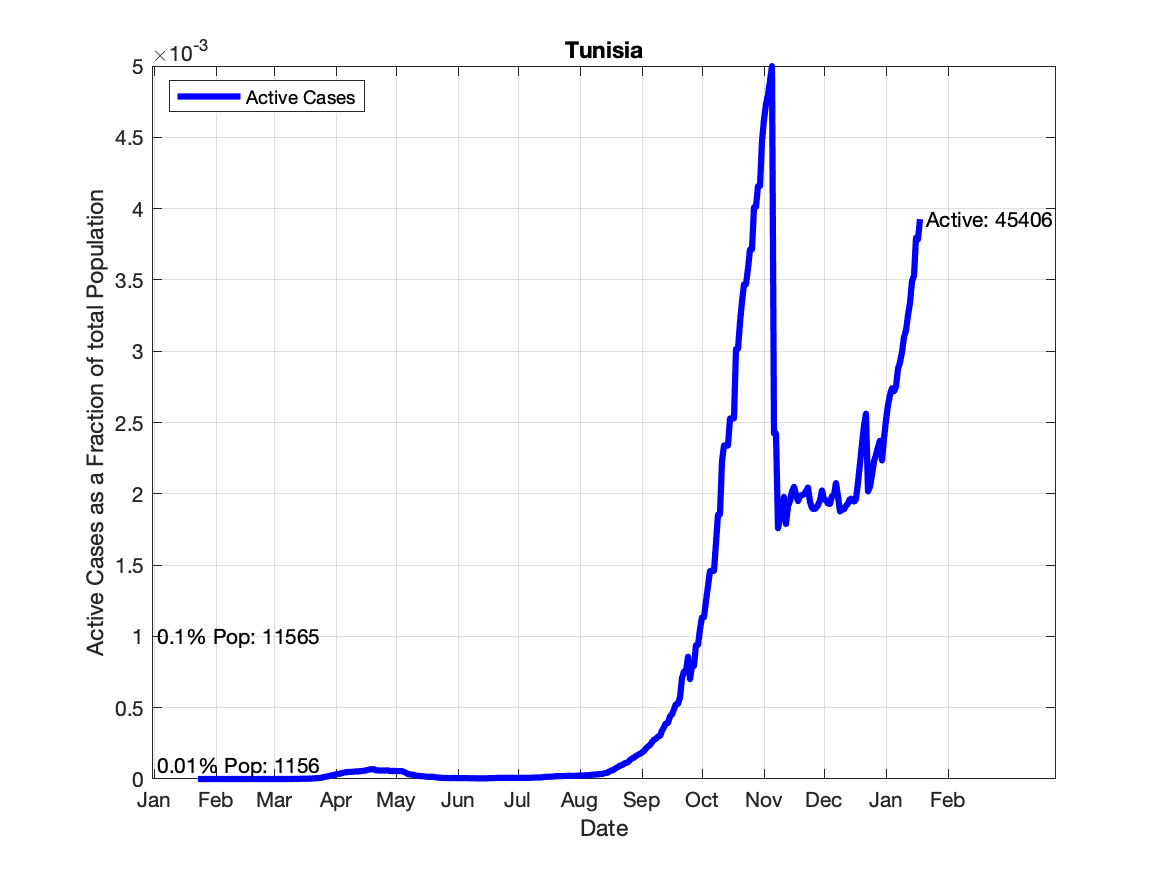 Tunisia
×10-3
Active Cases
5
4.5
4
3.5
3
2.5
2
1.5
1
0.5
0
Active Cases as a Fraction of total Population
Active: 45406
0.1% Pop: 11565
0.01% Pop: 1156
Jan Feb Mar Apr May Jun Jul Aug Sep Oct Nov Dec Jan Feb
Date